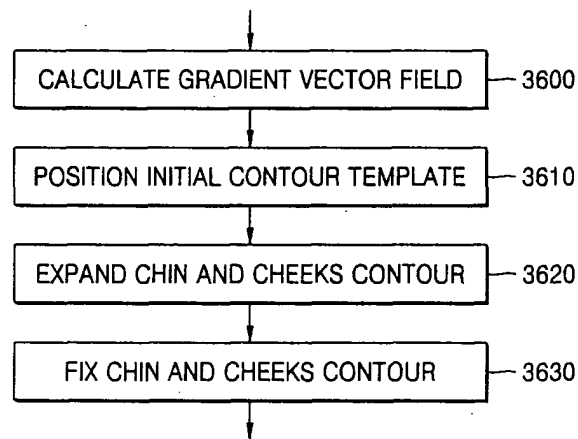 CALCULATE GRADIENT VECTOR FIELD 3600
POSITION INITIAL CONTOUR TEMPLATE 3610
EXPAND CHIN AND CHEEKS CONTOUR 3620
FIX CHIN AND CHEEKS CONTOUR 3630